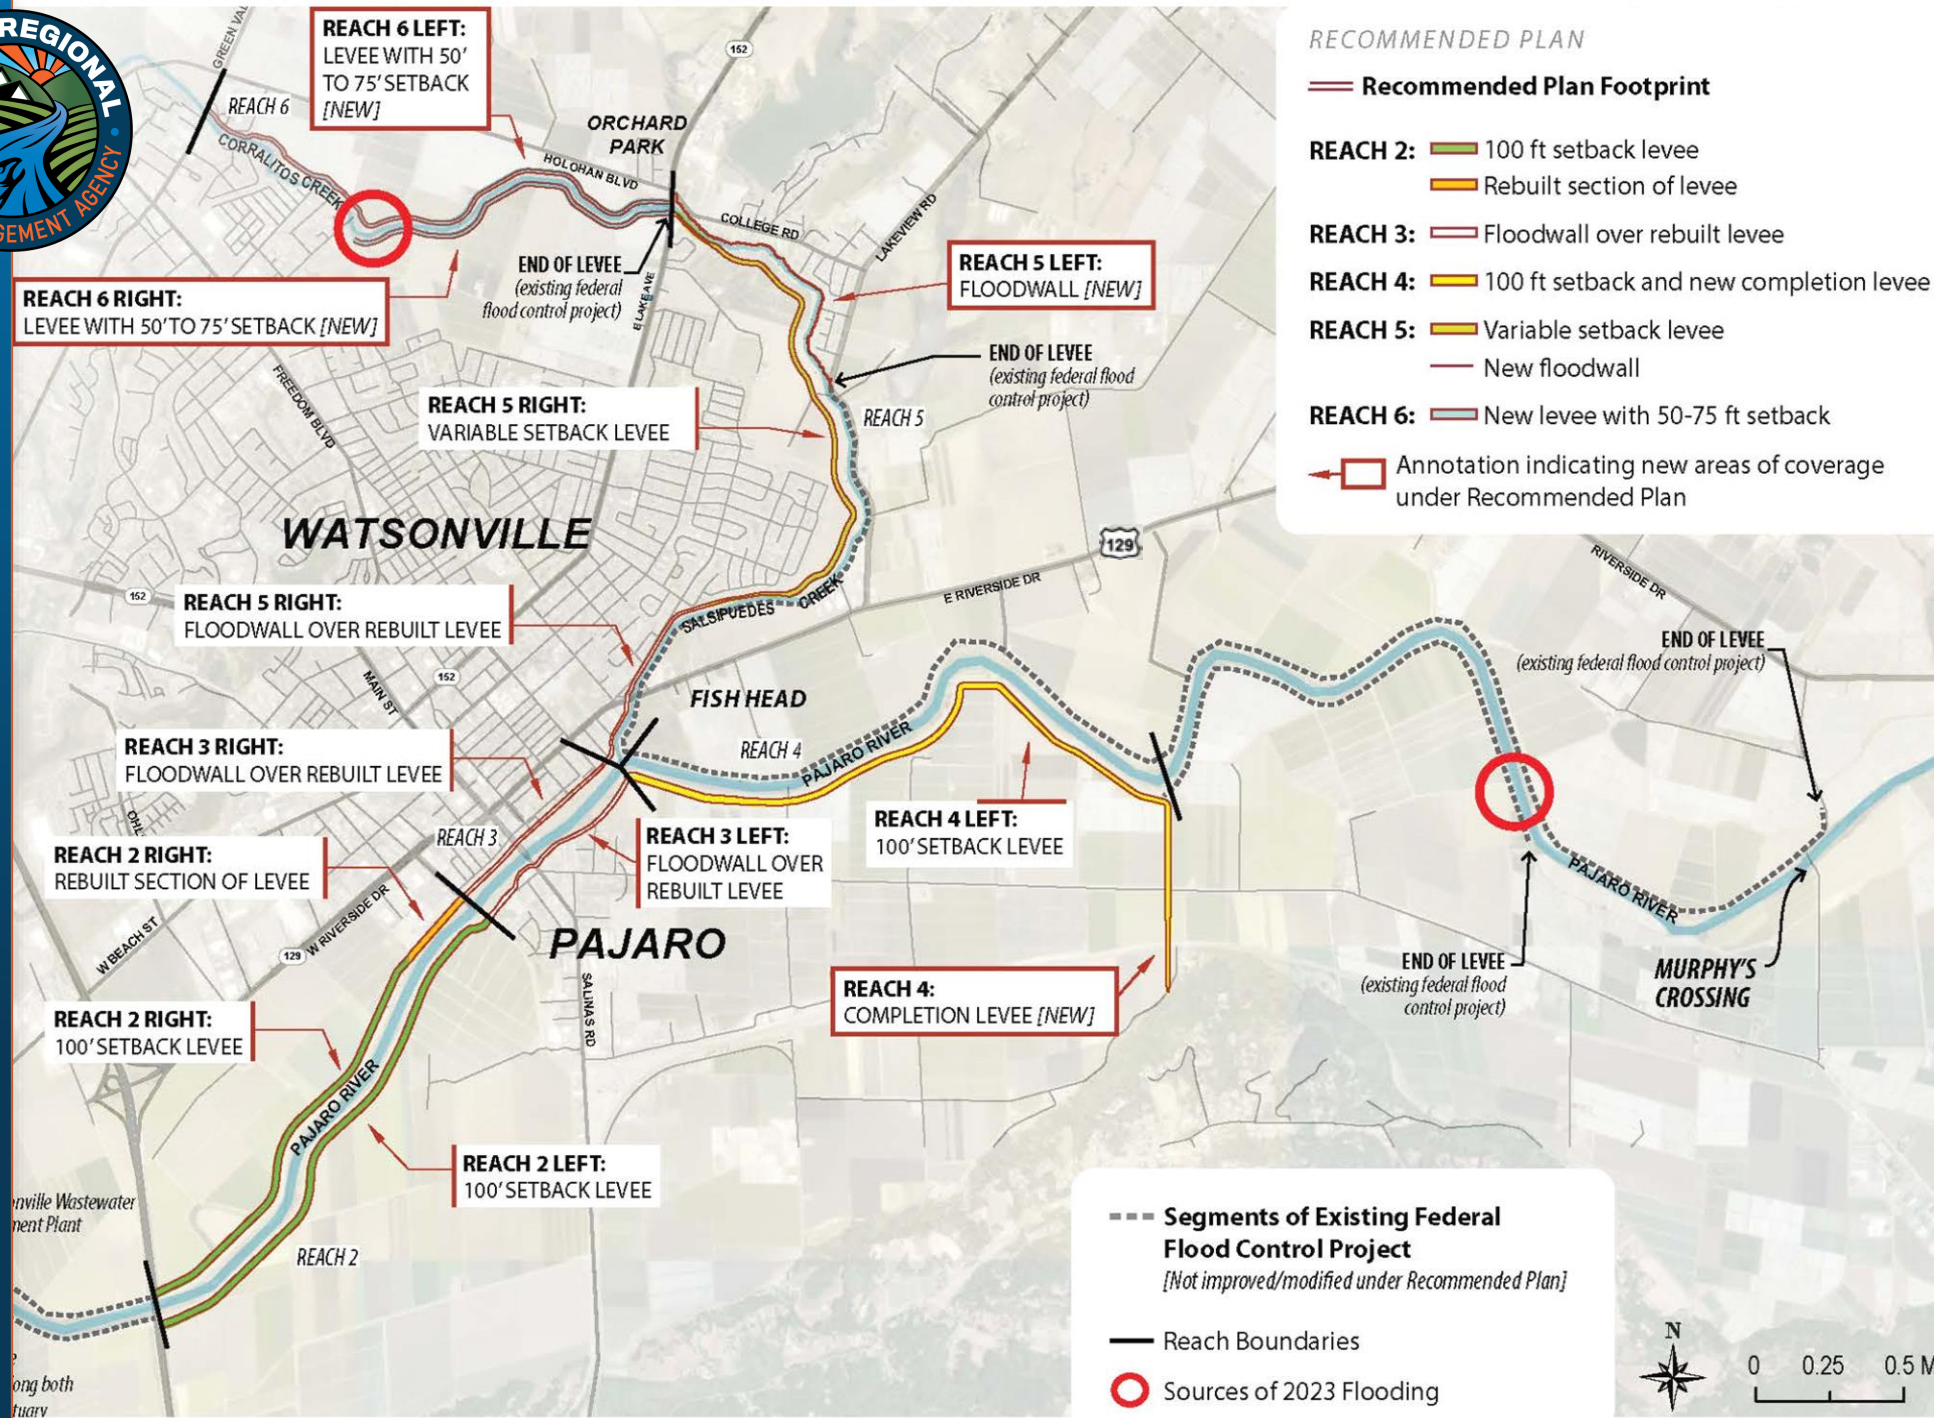 REGIONAL
GEMENT AGENCY
GREEN VAL
REACH 6
CORRALITOS CREEK
REACH 6 LEFT:
LEVEE WITH 50'
TO 75' SETBACK
[NEW]
152
ORCHARD
PARK
HOLOHAN BLVD
COLLEGE RD
LAKEVIEW RD
E LAKE AVE
END OF LEVEE
(existing federal
flood control project)
REACH 5 LEFT:
FLOODWALL [NEW]
REACH 6 RIGHT:
LEVEE WITH 50' TO 75' SETBACK [NEW]
END OF LEVEE
(existing federal flood
control project)
FREEDOM BLVD
REACH 5 RIGHT:
VARIABLE SETBACK LEVEE
REACH 5
WATSONVILLE
129
E RIVERSIDE DR
RIVERSIDE DR
152
REACH 5 RIGHT:
FLOODWALL OVER REBUILT LEVEE
SALSIPUEDES CREEK
END OF LEVEE
(existing federal flood control project)
MAIN ST
152
FISH HEAD
REACH 3 RIGHT:
FLOODWALL OVER REBUILT LEVEE
REACH 4
PAJARO RIVER
REACH 4 LEFT:
100' SETBACK LEVEE
OHL
REACH 3
REACH 3 LEFT:
FLOODWALL OVER
REBUILT LEVEE
REACH 2 RIGHT:
REBUILT SECTION OF LEVEE
PAJARO RIVER
W BEACH ST
129
W RIVERSIDE DR
PAJARO
SALINAS RD
END OF LEVEE
(existing federal flood
control project)
MURPHY'S
CROSSING
REACH 4:
COMPLETION LEVEE [NEW]
REACH 2 RIGHT:
100' SETBACK LEVEE
PAJARO RIVER
REACH 2 LEFT:
100' SETBACK LEVEE
REACH 2
nville Wastewater
ment Plant
ong both
tuary
RECOMMENDED PLAN
Recommended Plan Footprint
REACH 2: 100 ft setback levee
Rebuilt section of levee
REACH 3: Floodwall over rebuilt levee
REACH 4: 100 ft setback and new completion levee
REACH 5: Variable setback levee
New floodwall
REACH 6: New levee with 50-75 ft setback
Annotation indicating new areas of coverage
under Recommended Plan
Segments of Existing Federal
Flood Control Project
[Not improved/modified under Recommended Plan]
Reach Boundaries
Sources of 2023 Flooding
N
0 0.25 0.5 M